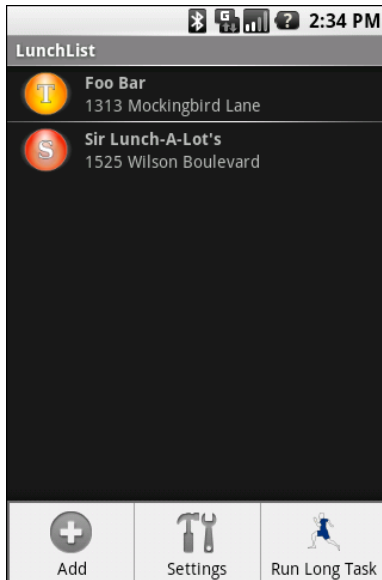 2:34 PM
LunchList
T
Foo Bar
1313 Mockingbird Lane
S
Sir Lunch-A-Lot's
1525 Wilson Boulevard
Add
Settings
Run Long Task